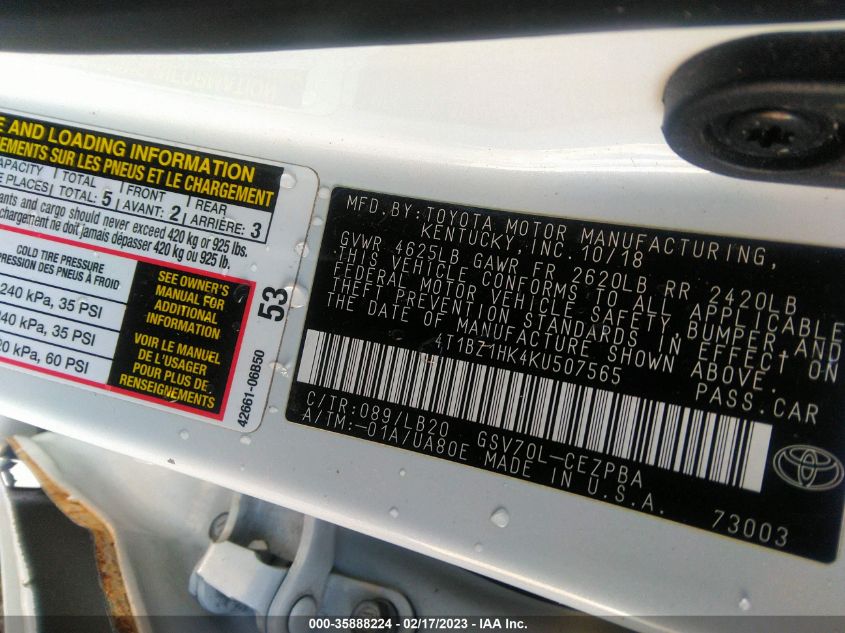 E AND LOADING INFORMATION
EMENTS SUR LES PNEUS ET LE CHARGEMENT
CAPACITY TOTAL FRONT REAR
E PLACES TOTAL: 5 AVANT: 2 ARRIÈRE: 3
ants and cargo should never exceed 420 kg or 925 lbs.
chargement ne doit jamais dépasser 420 kg ou 925 lb.
COLD TIRE PRESSURE
PRESSION DES PNEUS À FROID
240 kPa, 35 PSI
240 kPa, 35 PSI
20 kPa, 60 PSI
SEE OWNER'S
MANUAL FOR
ADDITIONAL
INFORMATION
VOIR LE MANUEL
DE L'USAGER
POUR PLUS DE
RENSEIGNEMENTS
53
42661-06B50
MFD.BY:TOYOTA MOTOR MANUFACTURING,
KENTUCKY,INC.10/18
GVWR 4625LB GAWR FR 2620LB RR 2420LB
THIS VEHICLE CONFORMS TO ALL APPLICABLE
FEDERAL MOTOR VEHICLE SAFETY, BUMPER AND
THEFT PREVENTION STANDARDS IN EFFECT ON
THE DATE OF MANUFACTURE SHOWN ABOVE.
4T1BZ1HK4KU507565 PASS.CAR
C/TR:089/LB20 GSV70L-CEZPBA
A/TM:-01A/UA80E MADE IN U.S.A.
73003
000-35888224 - 02/17/2023 - IAA Inc.